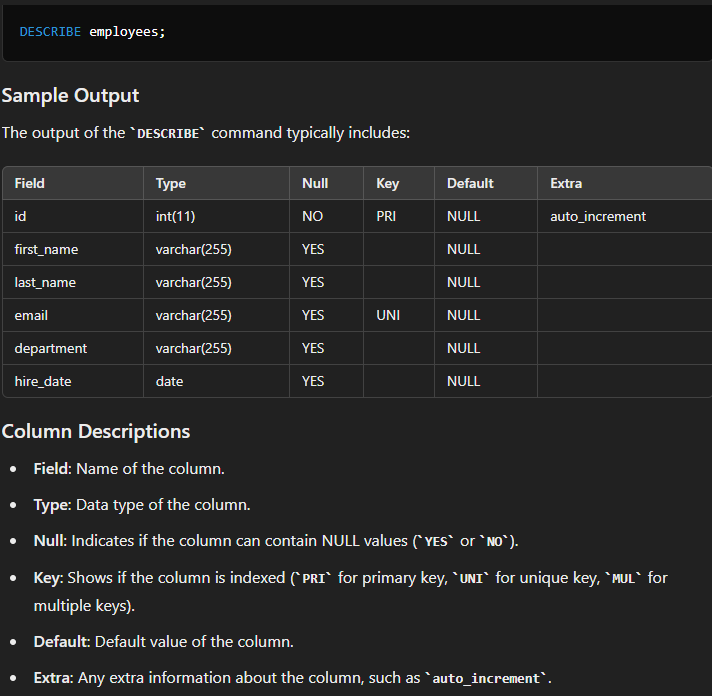 DESCRIBE employees;
Sample Output
The output of the `DESCRIBE` command typically includes:
Field Type Null Key Default Extra
id int(11) NO PRI NULL auto_increment
first_name varchar(255) YES NULL
last_name varchar(255) YES NULL
email varchar(255) YES UNI NULL
department varchar(255) YES NULL
hire_date date YES NULL
Column Descriptions
• Field: Name of the column.
• Type: Data type of the column.
• Null: Indicates if the column can contain NULL values (`YES` or `NO`).
• Key: Shows if the column is indexed (`PRI` for primary key, `UNI` for unique key, `MUL` for
multiple keys).
• Default: Default value of the column.
• Extra: Any extra information about the column, such as `auto_increment`.